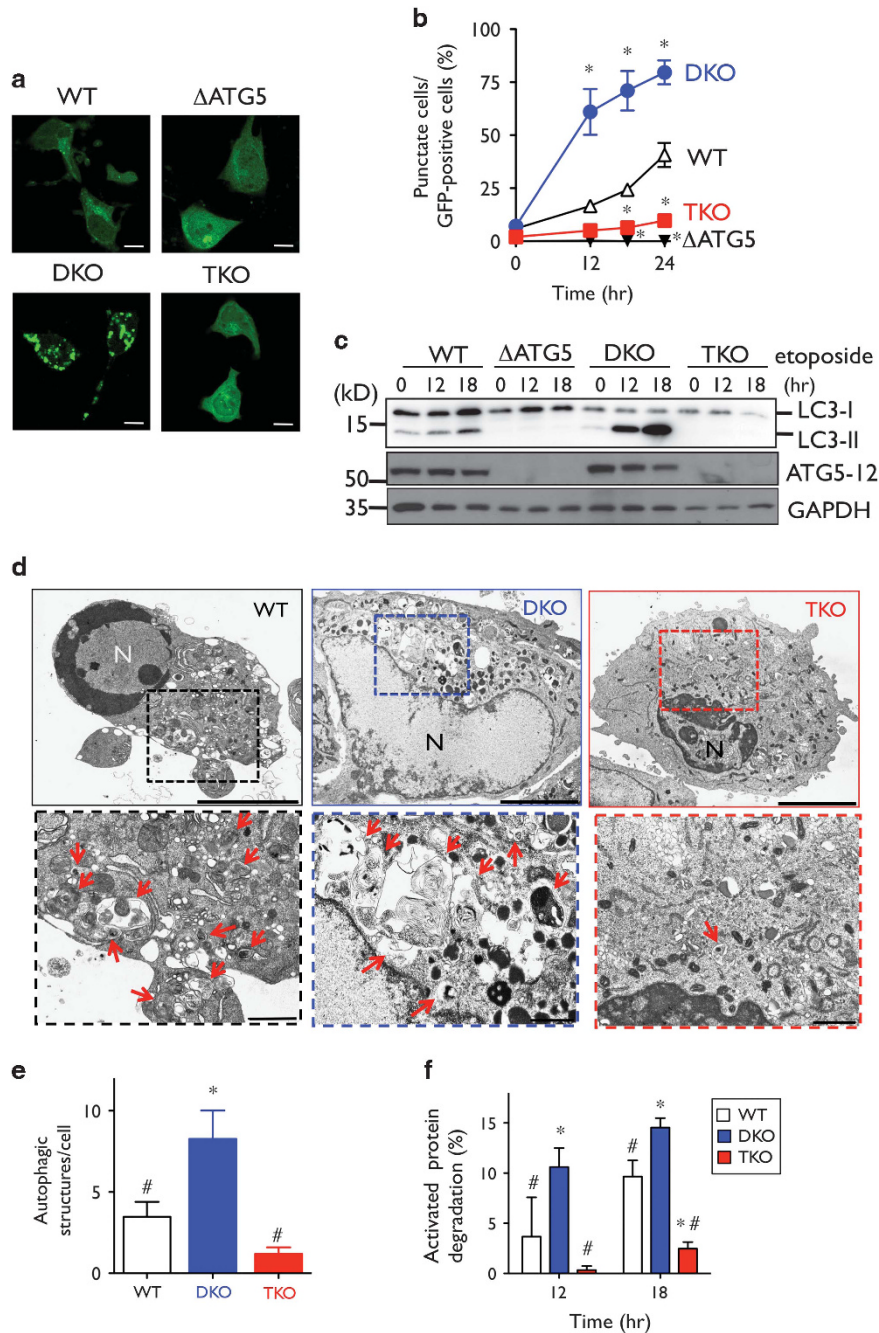 a
WT
ΔATG5
DKO
TKO
b
Punctate cells/
GFP-positive cells (%)
100
75
50
25
0
0
12
24
Time (hr)
*
*
*
DKO
WT
TKO
ΔATG5
*
*
*
*
c
WT ΔATG5 DKO TKO etoposide
(kD) 0 12 18 0 12 18 0 12 18 0 12 18 (hr)
15
LC3-I
LC3-II
50
ATG5-12
35
GAPDH
d
WT
N
DKO
N
TKO
N
e
Autophagic
structures/cell
10
5
0
#
*
#
WT DKO TKO
f
Activated protein
degradation (%)
15
10
5
0
#
*
#
#
*
*#
12
18
Time (hr)
WT
DKO
TKO